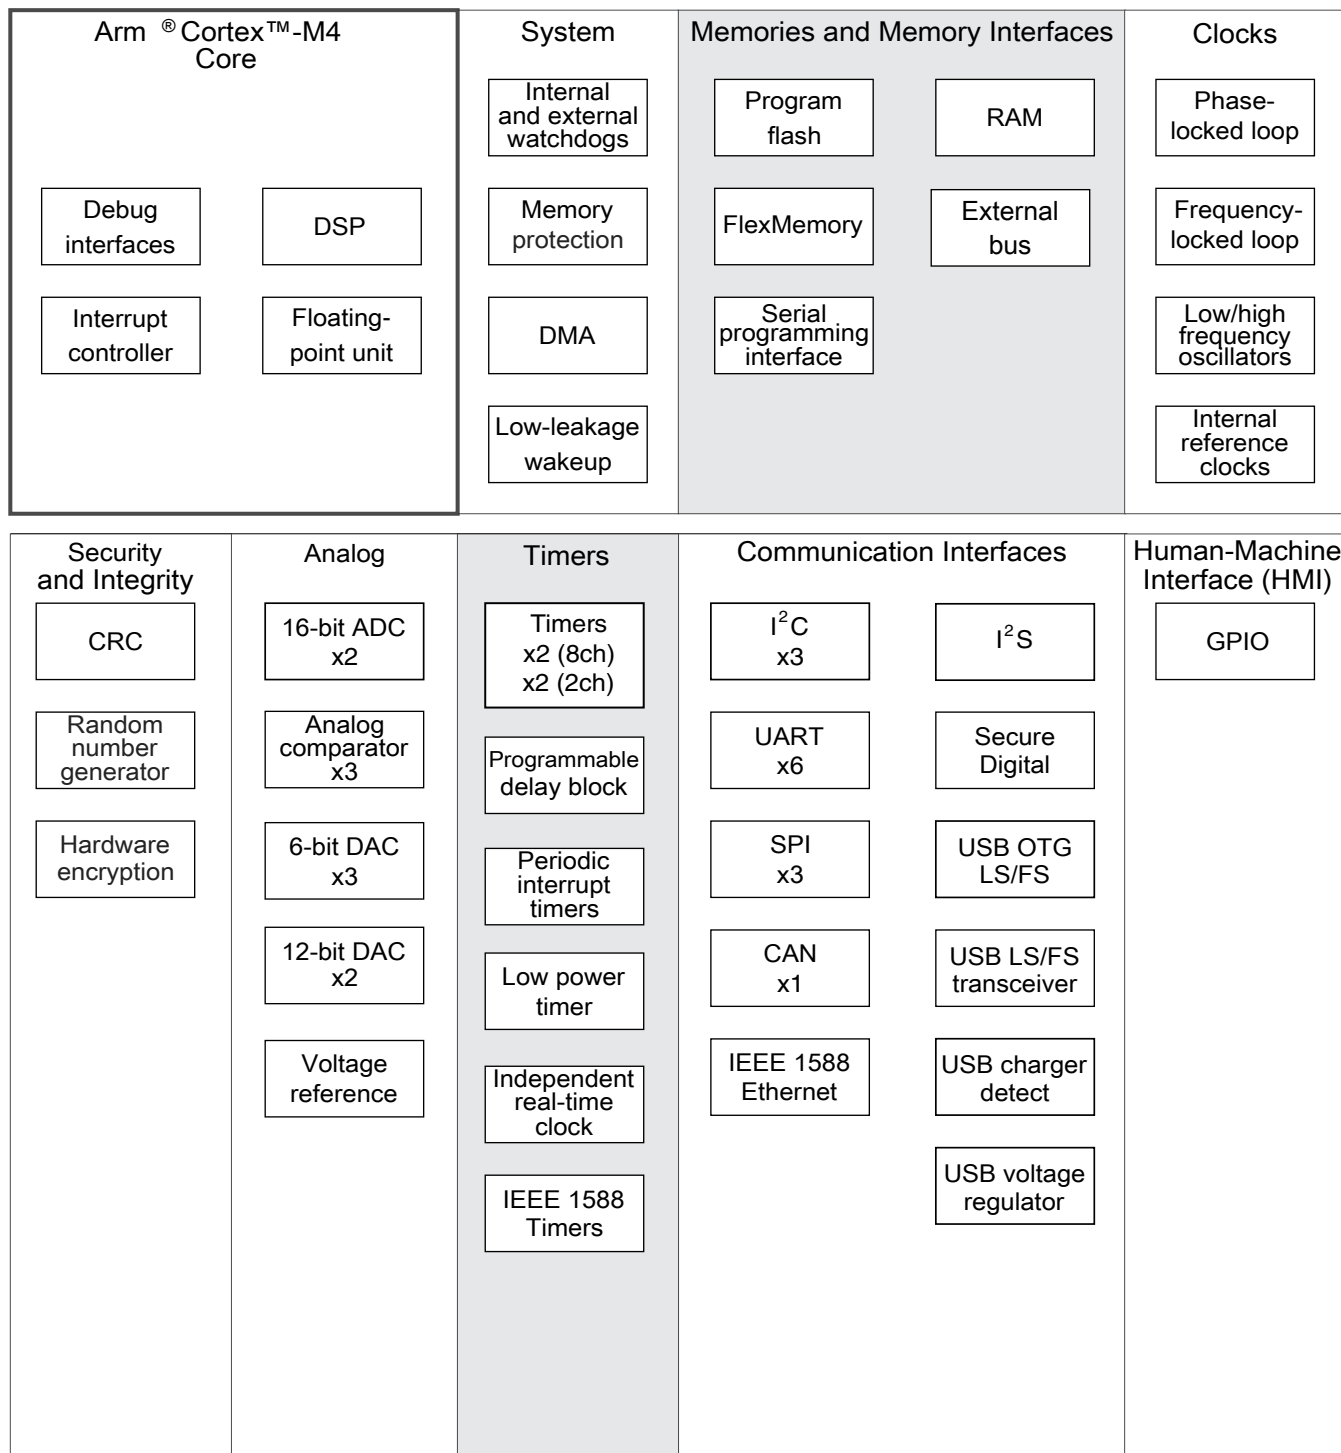 Arm ® Cortex™-M4
Core
Debug
interfaces
DSP
Interrupt
controller
Floating-
point unit
System
Internal
and external
watchdogs
Memory
protection
DMA
Low-leakage
wakeup
Memories and Memory Interfaces
Program
flash
RAM
FlexMemory
External
bus
Serial
programming
interface
Clocks
Phase-
locked loop
Frequency-
locked loop
Low/high
frequency
oscillators
Internal
reference
clocks
Security
and Integrity
CRC
Random
number
generator
Hardware
encryption
Analog
16-bit ADC
x2
Analog
comparator
x3
6-bit DAC
x3
12-bit DAC
x2
Voltage
reference
Timers
Timers
x2 (8ch)
x2 (2ch)
Programmable
delay block
Periodic
interrupt
timers
Low power
timer
Independent
real-time
clock
IEEE 1588
Timers
Communication Interfaces
I²C
x3
I²S
UART
x6
Secure
Digital
SPI
x3
USB OTG
LS/FS
CAN
x1
USB LS/FS
transceiver
IEEE 1588
Ethernet
USB charger
detect
USB voltage
regulator
Human-Machine
Interface (HMI)
GPIO